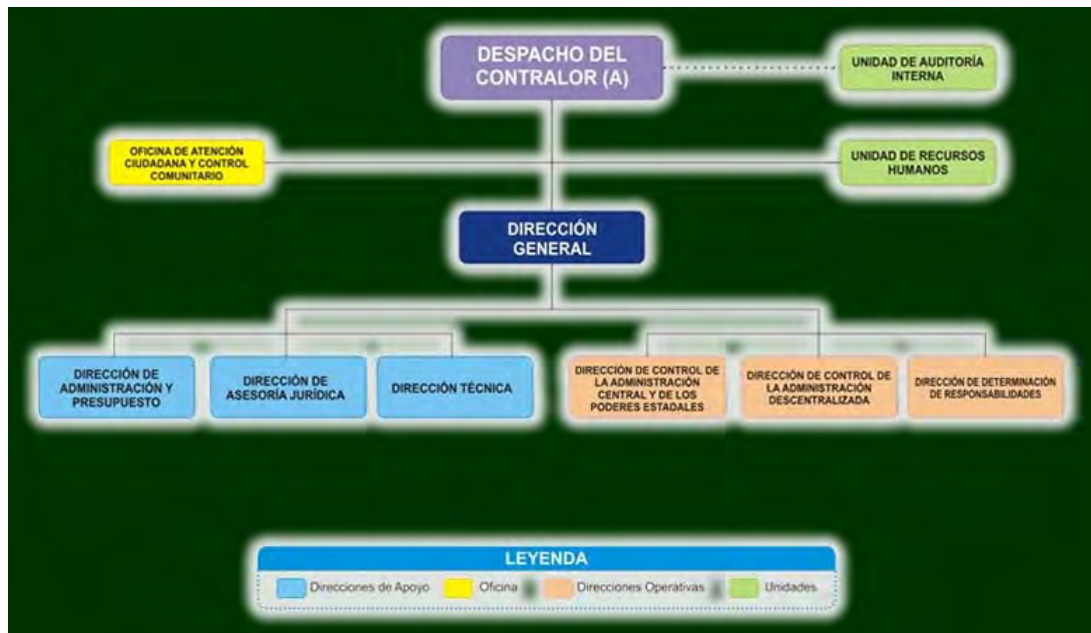 DESPACHO DEL
CONTRALOR (A)
UNIDAD DE AUDITORÍA
INTERNA
OFICINA DE ATENCIÓN
CIUDADANA Y CONTROL
COMUNITARIO
UNIDAD DE RECURSOS
HUMANOS
DIRECCIÓN
GENERAL
DIRECCIÓN DE
ADMINISTRACIÓN Y
PRESUPUESTO
DIRECCIÓN DE
ASESORÍA JURÍDICA
DIRECCIÓN TÉCNICA
DIRECCIÓN DE CONTROL DE
LA ADMINISTRACIÓN
CENTRAL Y DE LOS
PODERES ESTADALES
DIRECCIÓN DE CONTROL DE
LA ADMINISTRACIÓN
DESCENTRALIZADA
DIRECCIÓN DE DETERMINACIÓN
DE RESPONSABILIDADES
LEYENDA
Direcciones de Apoyo
Oficina
Direcciones Operativas
Unidades